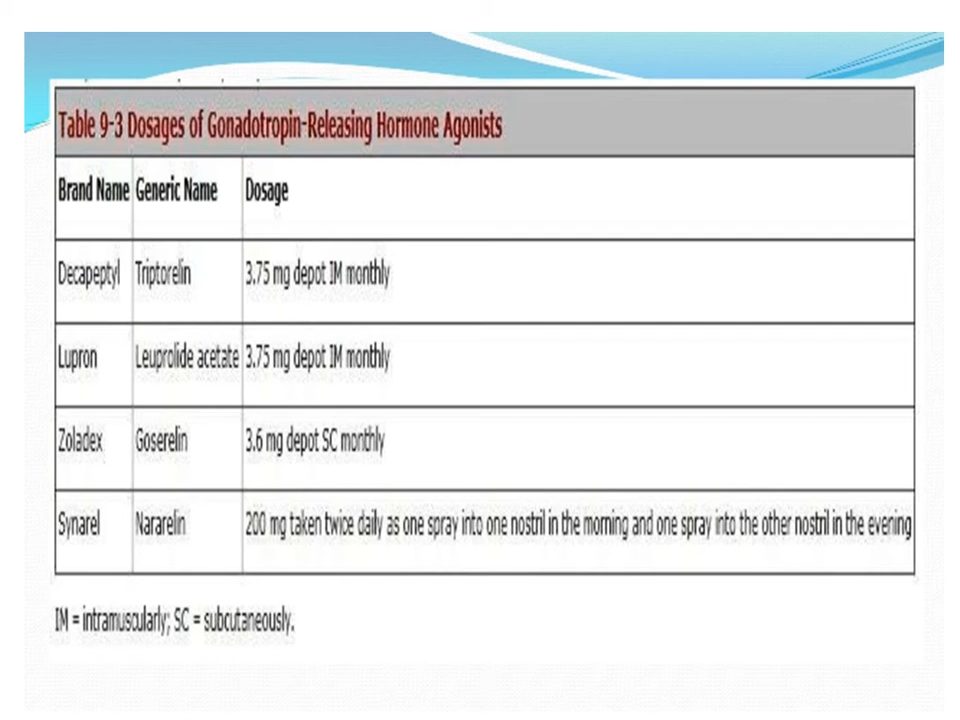 Table 9-3 Dosages of Gonadotropin-Releasing Hormone Agonists
Brand Name Generic Name Dosage
Decapeptyl Triptorelin 3.75 mg depot IM monthly
Lupron Leuprolide acetate 3.75 mg depot IM monthly
Zoladex Goserelin 3.6 mg depot SC monthly
Synarel Nararelin 200 mg taken twice daily as one spray into one nostril in the morning and one spray into the other nostril in the evening
IM = intramuscularly; SC = subcutaneously.